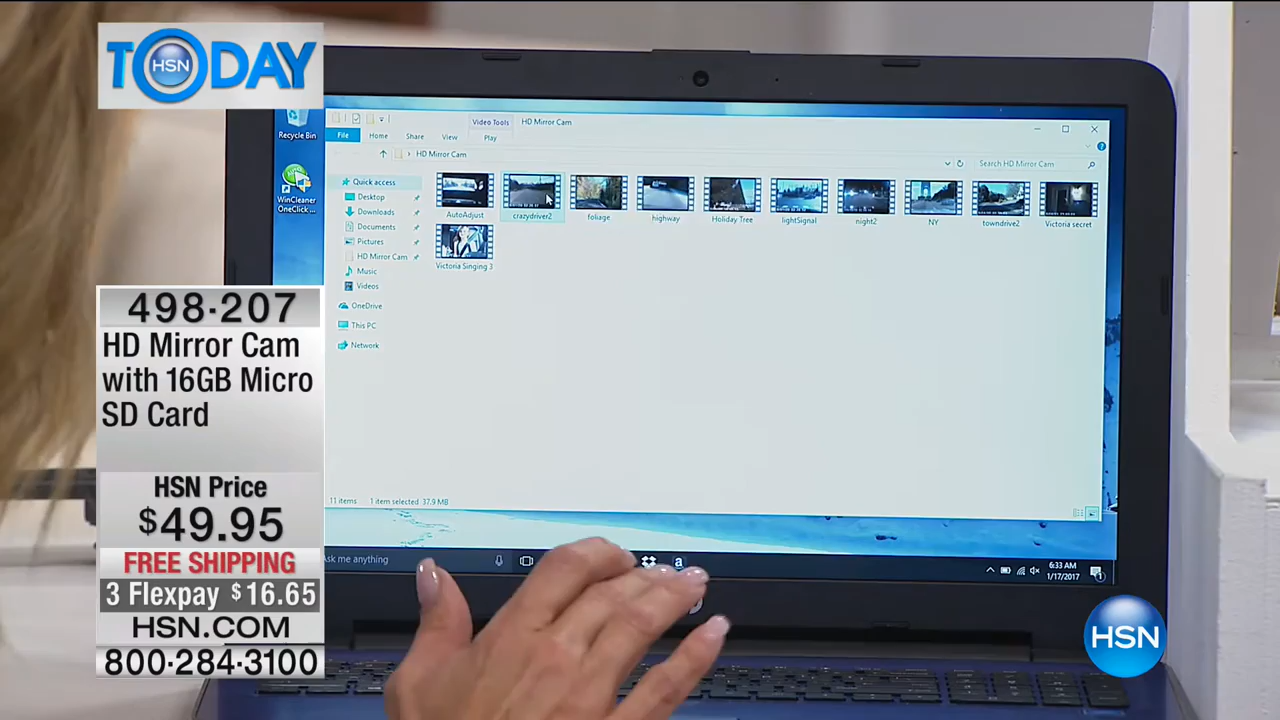 TODAY
HSN
498-207
HD Mirror Cam
with 16GB Micro
SD Card
HSN Price
$49.95
FREE SHIPPING
3 Flexpay $16.65
HSN.COM
800-284-3100
Recycle Bin
WinCleaner
OneClick ...
Video Tools
HD Mirror Cam
File
Home
Share
View
Play
HD Mirror Cam
Search HD Mirror Cam
Quick access
Desktop
Downloads
Documents
Pictures
HD Mirror Cam
Music
Videos
OneDrive
This PC
Network
AutoAdjust
crazydriver2
foliage
highway
Holiday Tree
lightSignal
night2
NY
towndrive2
Victoria secret
Victoria Singing 3
11 items
1 item selected 37.9 MB
Ask me anything
a
6:33 AM
1/17/2017
1
HSN